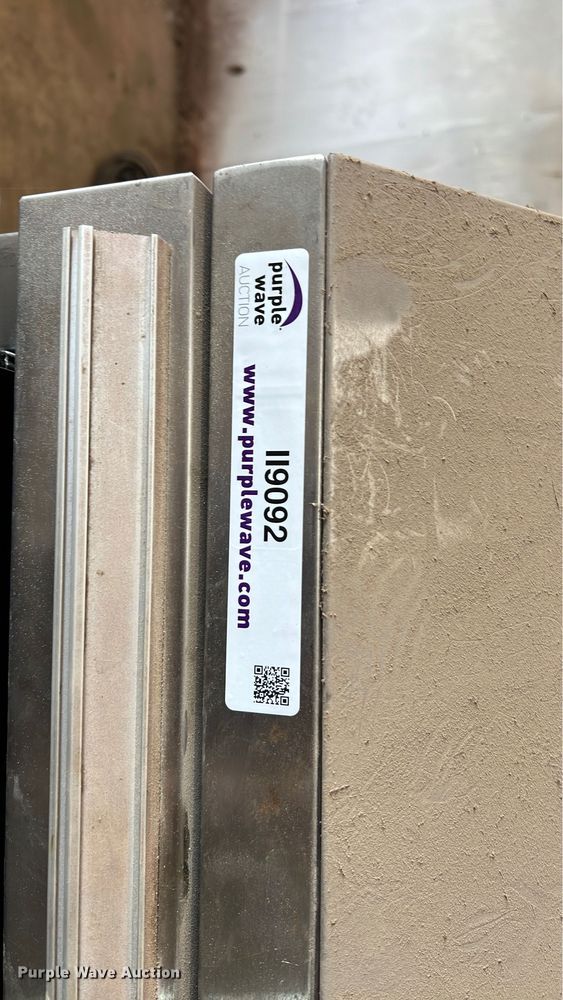 purple
wave
AUCTION
II9092
www.purplewave.com
Purple Wave Auction